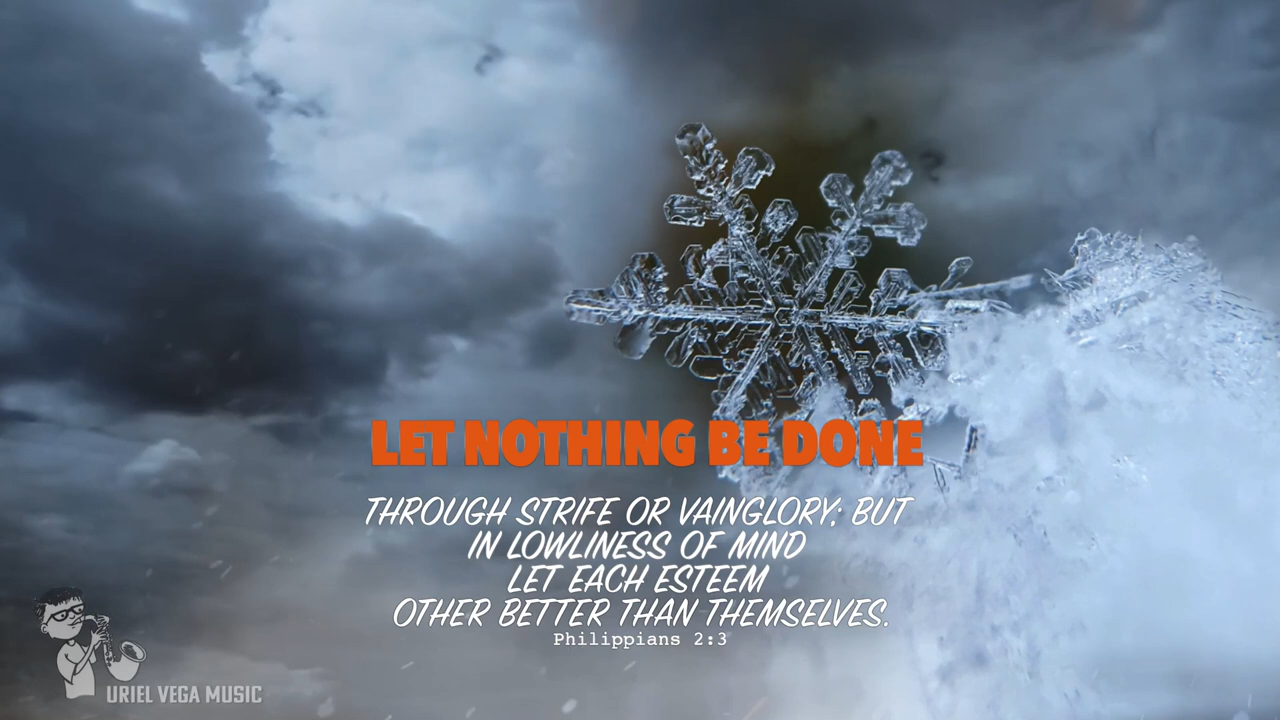 LET NOTHING BE DONE
THROUGH STRIFE OR VAINGLORY; BUT
IN LOWLINESS OF MIND
LET EACH ESTEEM
OTHER BETTER THAN THEMSELVES.
Philippians 2:3
URIEL VEGA MUSIC